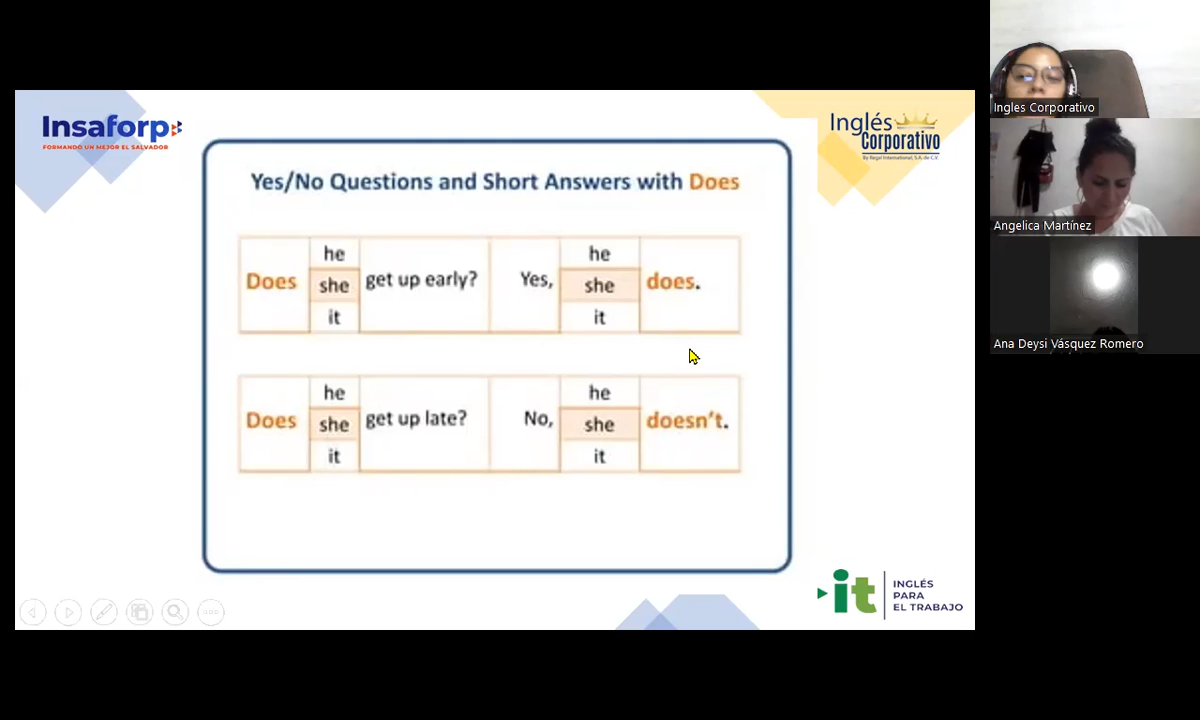 Insaforp
FORMANDO UN MEJOR EL SALVADOR
Inglés
Corporativo
By Regal International, S.A. de C.V.
Yes/No Questions and Short Answers with Does
Does
he
she
it
get up early?
Yes,
he
she
it
does.
Does
he
she
it
get up late?
No,
he
she
it
doesn't.
it
INGLÉS
PARA
EL TRABAJO
Ingles Corporativo
Angelica Martínez
Ana Deysi Vásquez Romero